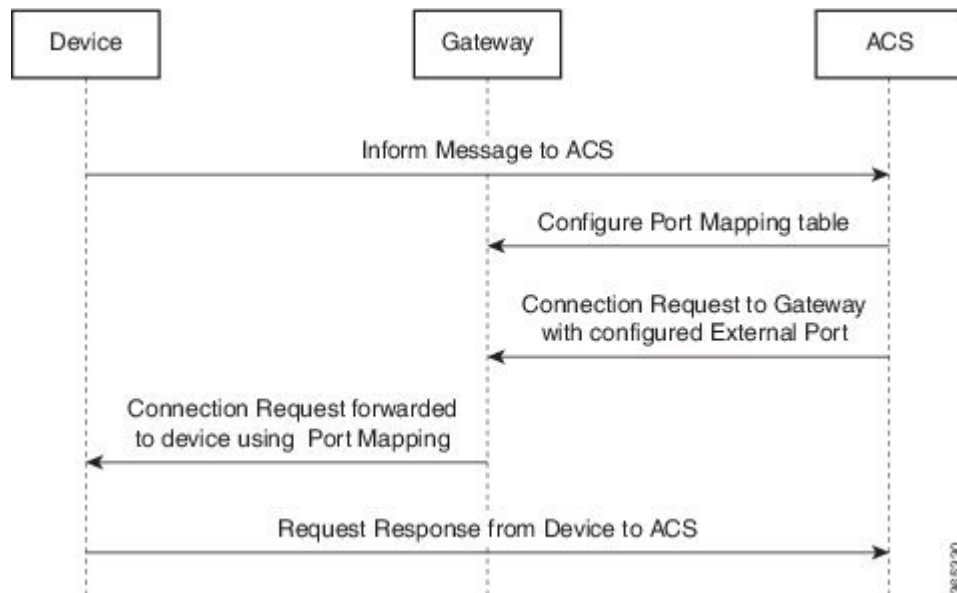 Device
Gateway
ACS
Inform Message to ACS
Configure Port Mapping table
Connection Request to Gateway
with configured External Port
Connection Request forwarded
to device using Port Mapping
Request Response from Device to ACS